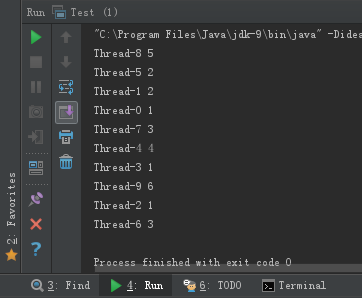 Run Test (1)
"C:\Program Files\Java\jdk-9\bin\java" -Didea
Thread-8 5
Thread-5 2
Thread-1 2
Thread-0 1
Thread-7 3
Thread-4 4
Thread-3 1
Thread-9 6
Thread-2 1
Thread-6 3
Process finished with exit code 0
2: Favorites
3: Find 4: Run 6: TODO Terminal